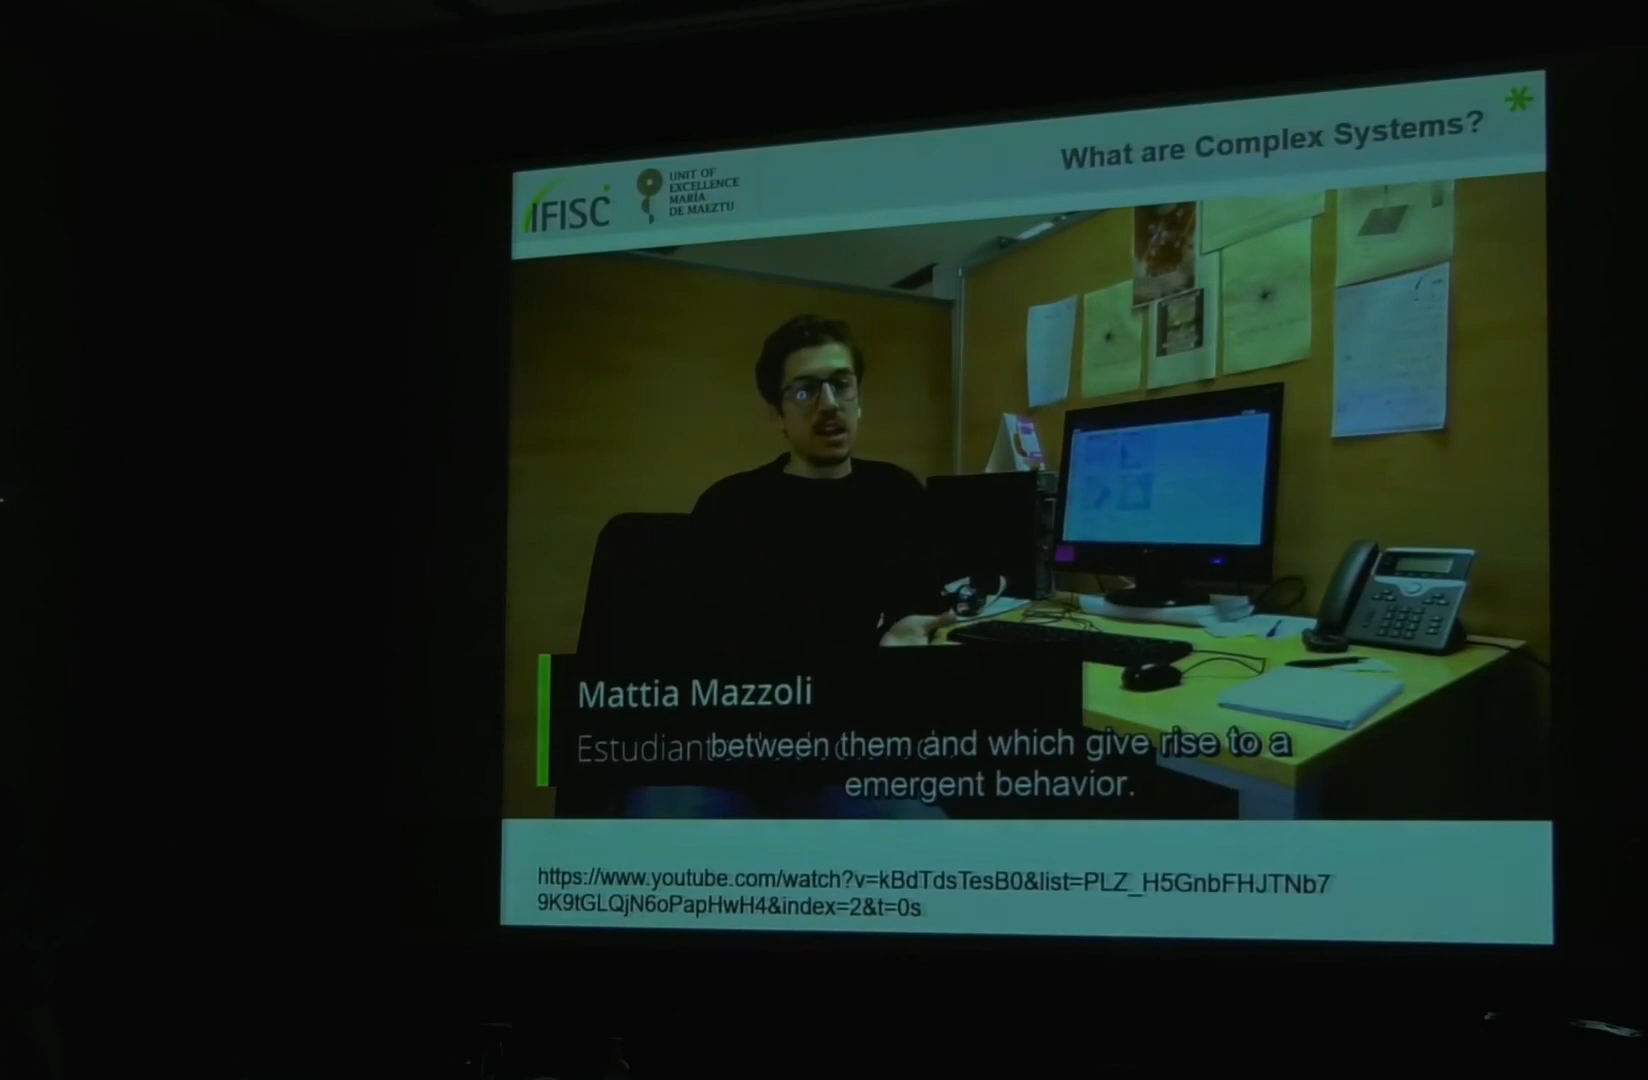 What are Complex Systems?
IFISC
UNIT OF
EXCELLENCE
MARÍA
DE MAEZTU
Mattia Mazzoli
between them and which give rise to a
emergent behavior.
https://www.youtube.com/watch?v=kBdTdsTesB0&list=PLZ_H5GnbFHJTNb7
9K9tGLQjN6oPapHwH4&index=2&t=0s